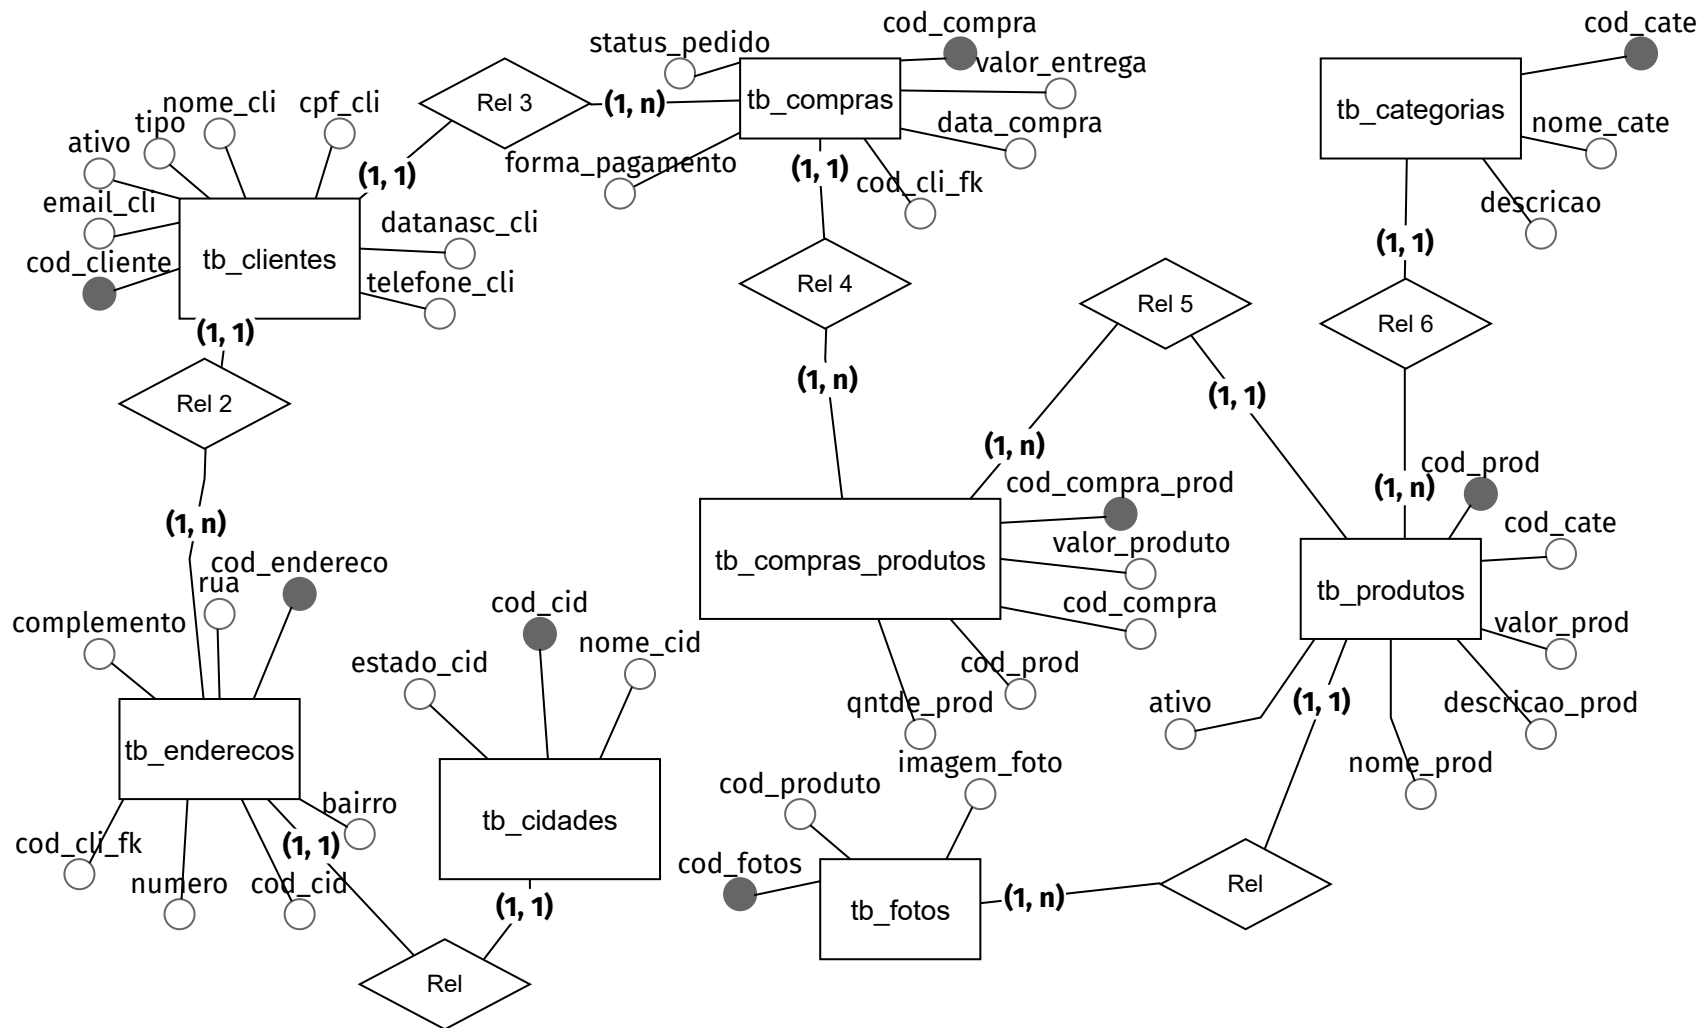 cod_compra
cod_cate
status_pedido
valor_entrega
Rel 3
(1, n)
tb_compras
tb_categorias
nome_cli
cpf_cli
tipo
ativo
data_compra
nome_cate
forma_pagamento
(1, 1)
(1, 1)
cod_cli_fk
email_cli
datanasc_cli
descricao
(1, 1)
cod_cliente
tb_clientes
telefone_cli
Rel 4
Rel 5
(1, 1)
Rel 6
(1, n)
(1, 1)
Rel 2
(1, n)
cod_prod
cod_compra_prod
(1, n)
(1, n)
cod_cate
valor_produto
cod_endereco
tb_compras_produtos
rua
tb_produtos
cod_cid
cod_compra
complemento
valor_prod
nome_cid
estado_cid
cod_prod
qntde_prod
ativo
(1, 1)
descricao_prod
tb_enderecos
imagem_foto
nome_prod
cod_produto
bairro
tb_cidades
cod_cli_fk
(1, 1)
cod_fotos
numero
cod_cid
Rel
(1, n)
(1, 1)
tb_fotos
Rel